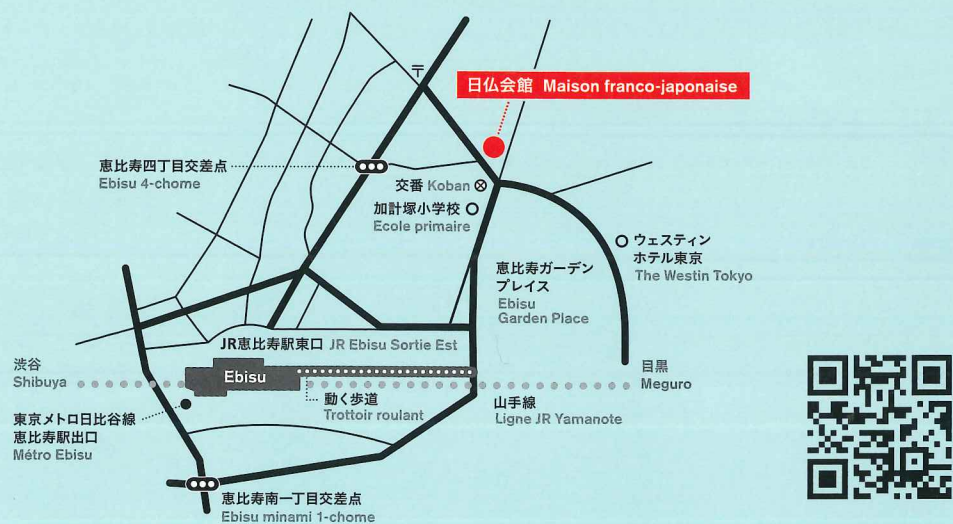 〒
日仏会館 Maison franco-japonaise
恵比寿四丁目交差点
Ebisu 4-chome
交番 Koban
加計塚小学校
Ecole primaire
ウェスティン
ホテル東京
The Westin Tokyo
恵比寿ガーデン
プレイス
Ebisu
Garden Place
JR恵比寿駅東口 JR Ebisu Sortie Est
渋谷
Shibuya
Ebisu
目黒
Meguro
動く歩道
Trottoir roulant
山手線
Ligne JR Yamanote
東京メトロ日比谷線
恵比寿駅出口
Métro Ebisu
恵比寿南一丁目交差点
Ebisu minami 1-chome